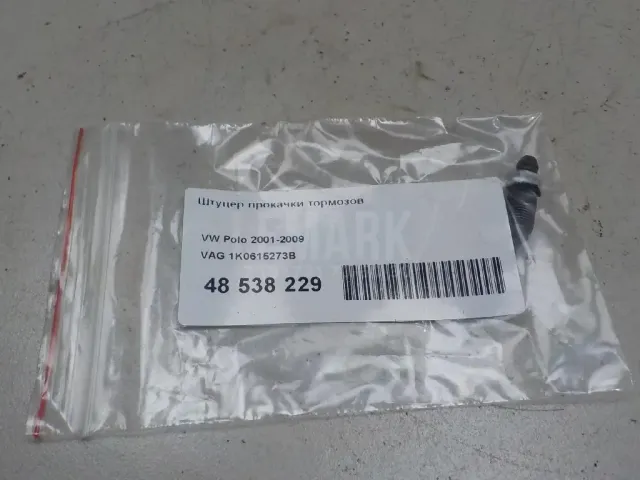 Штуцер прокачки тормозов
VW Polo 2001-2009
VAG 1K0615273B
48 538 229